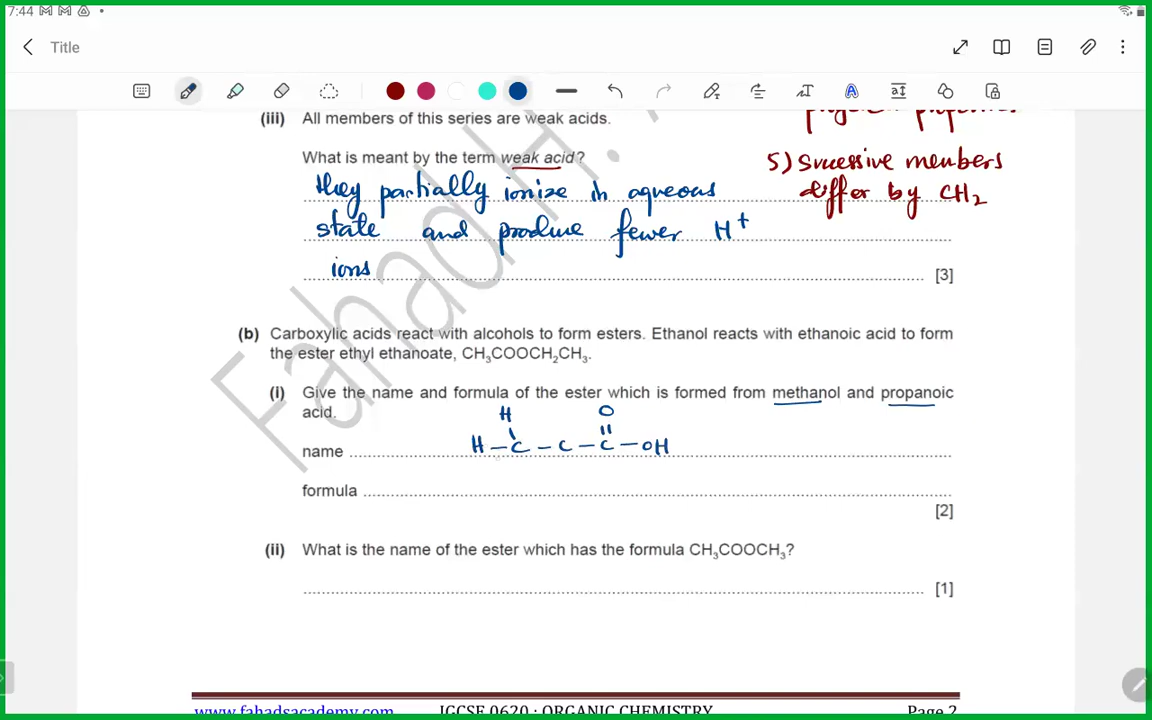 7:44
Title
(iii) All members of this series are weak acids.
physical
What is meant by the term weak acid?
5) Successive members
differ by CH₂
they partially ionize in aqueous
state and produce fewer H⁺
ions
[3]
(b) Carboxylic acids react with alcohols to form esters. Ethanol reacts with ethanoic acid to form
the ester ethyl ethanoate, CH₃COOCH₂CH₃.
(i) Give the name and formula of the ester which is formed from methanol and propanoic
acid.
H O
name H – C – C – C – OH
formula
[2]
(ii) What is the name of the ester which has the formula CH₃COOCH₃?
[1]
Fahad H.
www.fahadsacademy.com IGCSE 0620 : ORGANIC CHEMISTRY Page 2